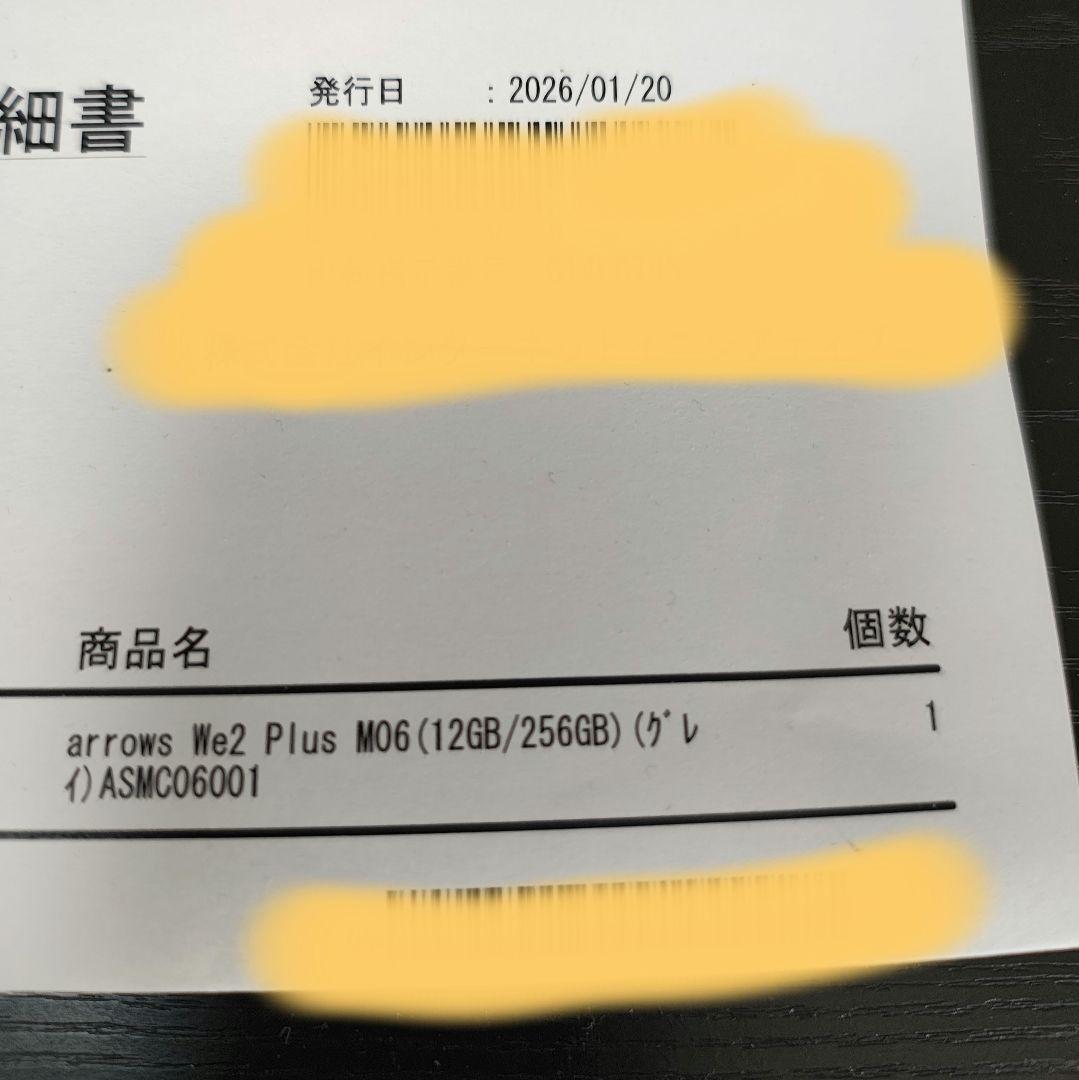 細書
発行日 : 2026/01/20
商品名 個数
arrows We2 Plus M06(12GB/256GB)(ｸﾞﾚ 1
ｲ)ASMC06001